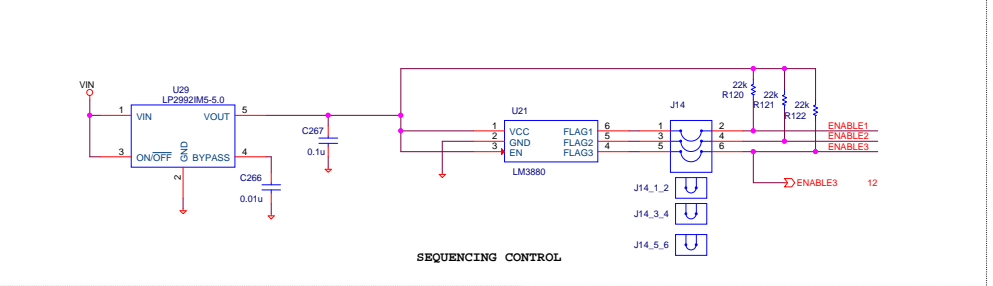 VIN
U29
LP2992IM5-5.0
1
VIN
VOUT
5
3
ON/OFF
GND
BYPASS
4
2
C267
0.1u
C266
0.01u
U21
1
VCC
FLAG1
6
2
GND
FLAG2
5
3
EN
FLAG3
4
LM3880
J14
1
2
3
4
5
6
22k
R120
22k
R121
22k
R122
ENABLE1
ENABLE2
ENABLE3
ENABLE3
12
J14_1_2
J14_3_4
J14_5_6
SEQUENCING CONTROL